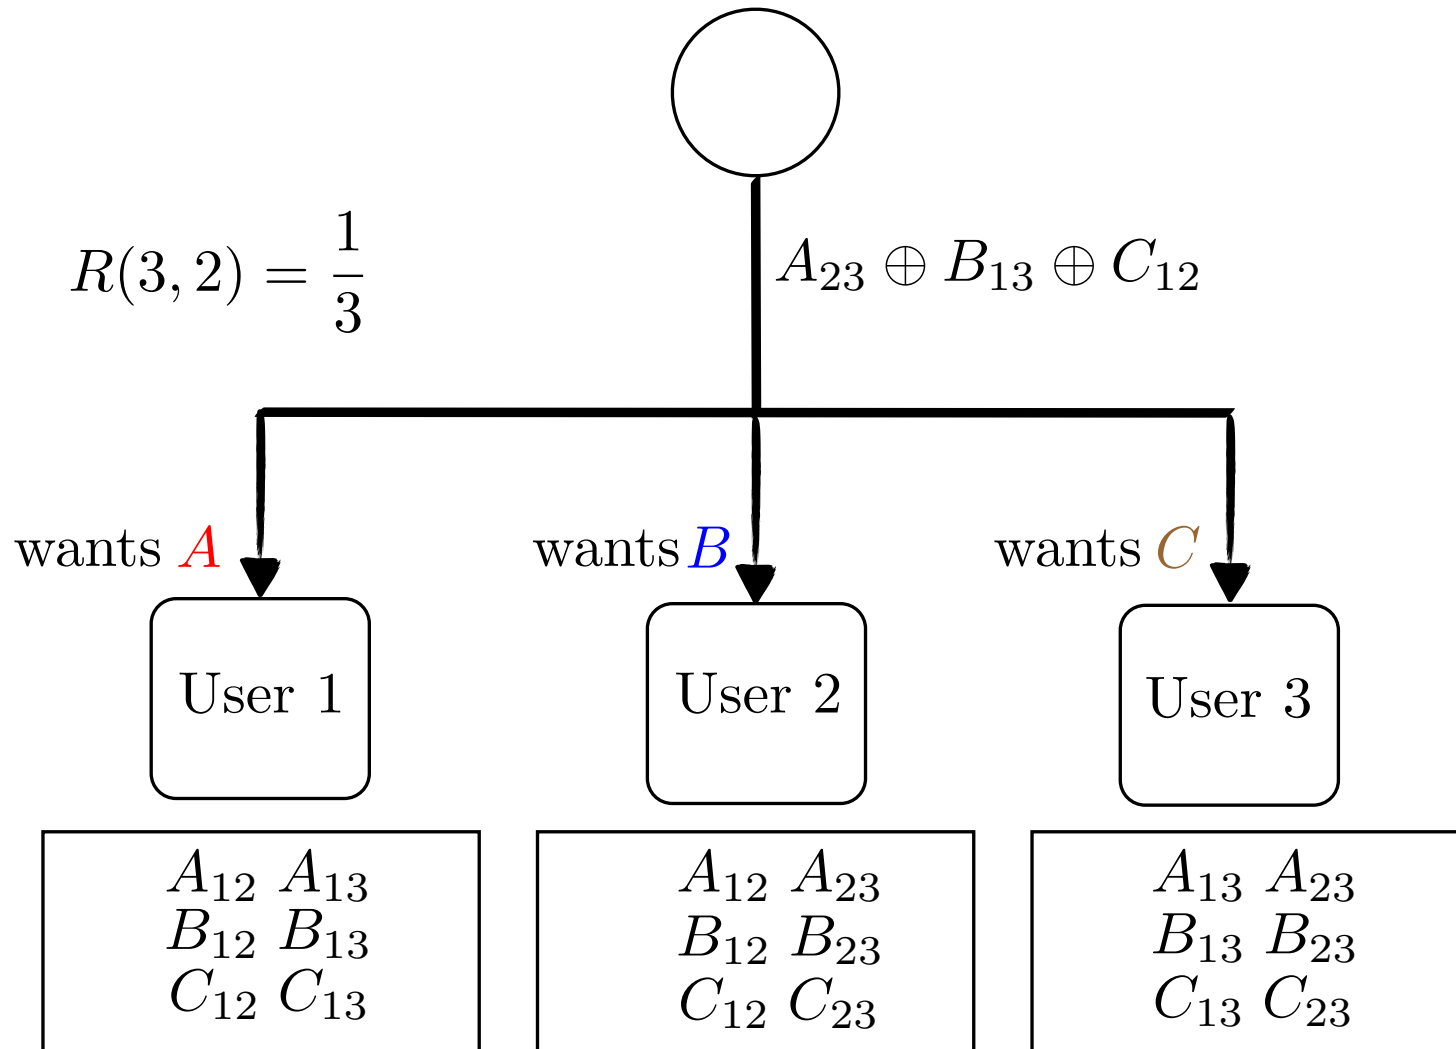 R(3, 2) = 1/3
A₂₃ ⊕ B₁₃ ⊕ C₁₂
wants A
wants B
wants C
User 1
User 2
User 3
A₁₂ A₁₃
B₁₂ B₁₃
C₁₂ C₁₃
A₁₂ A₂₃
B₁₂ B₂₃
C₁₂ C₂₃
A₁₃ A₂₃
B₁₃ B₂₃
C₁₃ C₂₃